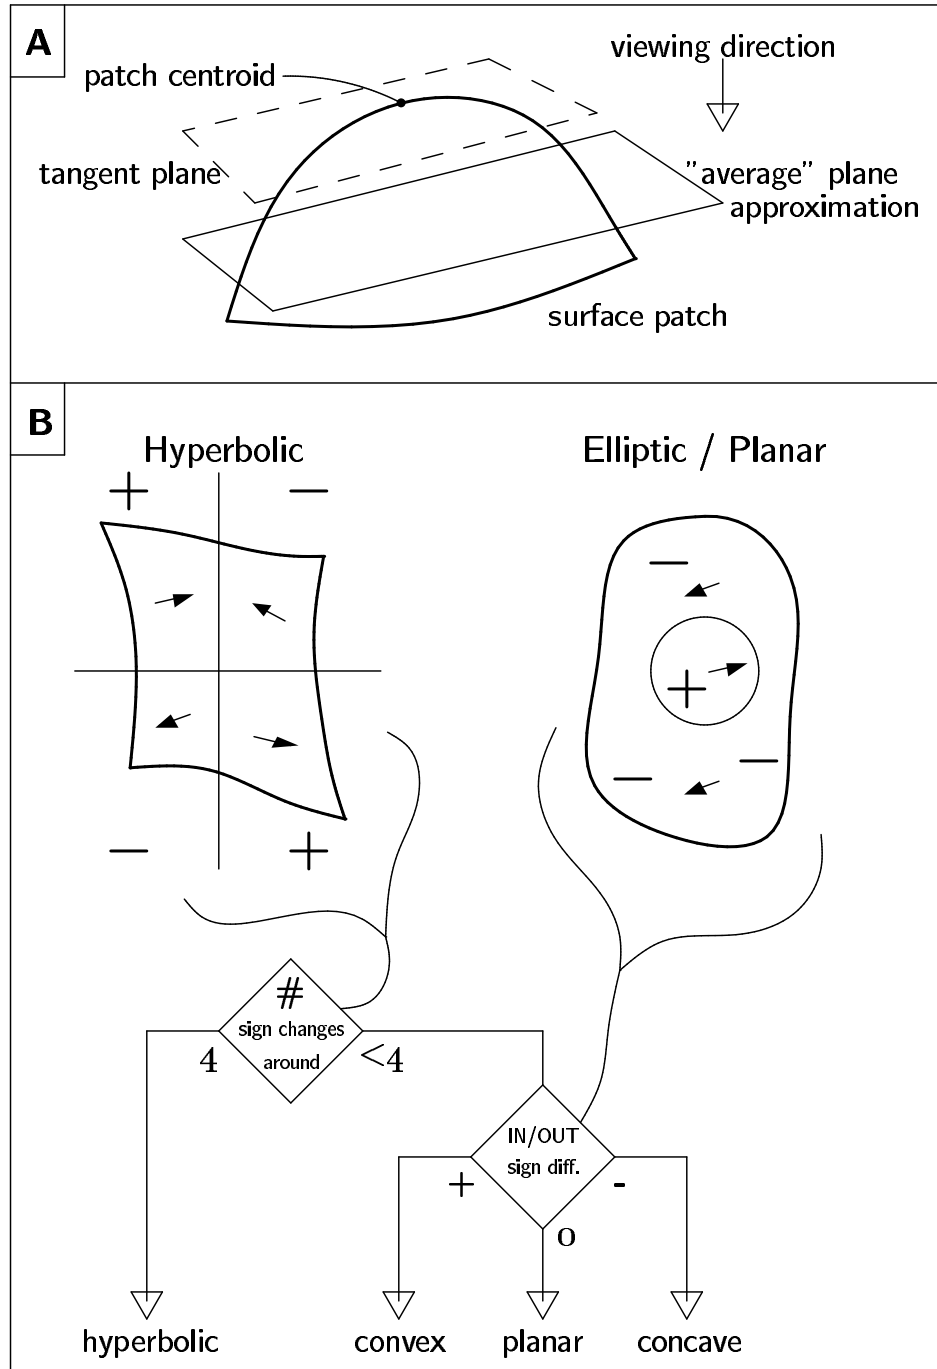 A
viewing direction
patch centroid
tangent plane
"average" plane
approximation
surface patch
B
Hyperbolic
Elliptic / Planar
+ −
−
+
− −
− +
#
sign changes
around
4 <4
IN/OUT
sign diff.
+ -
o
hyperbolic convex planar concave